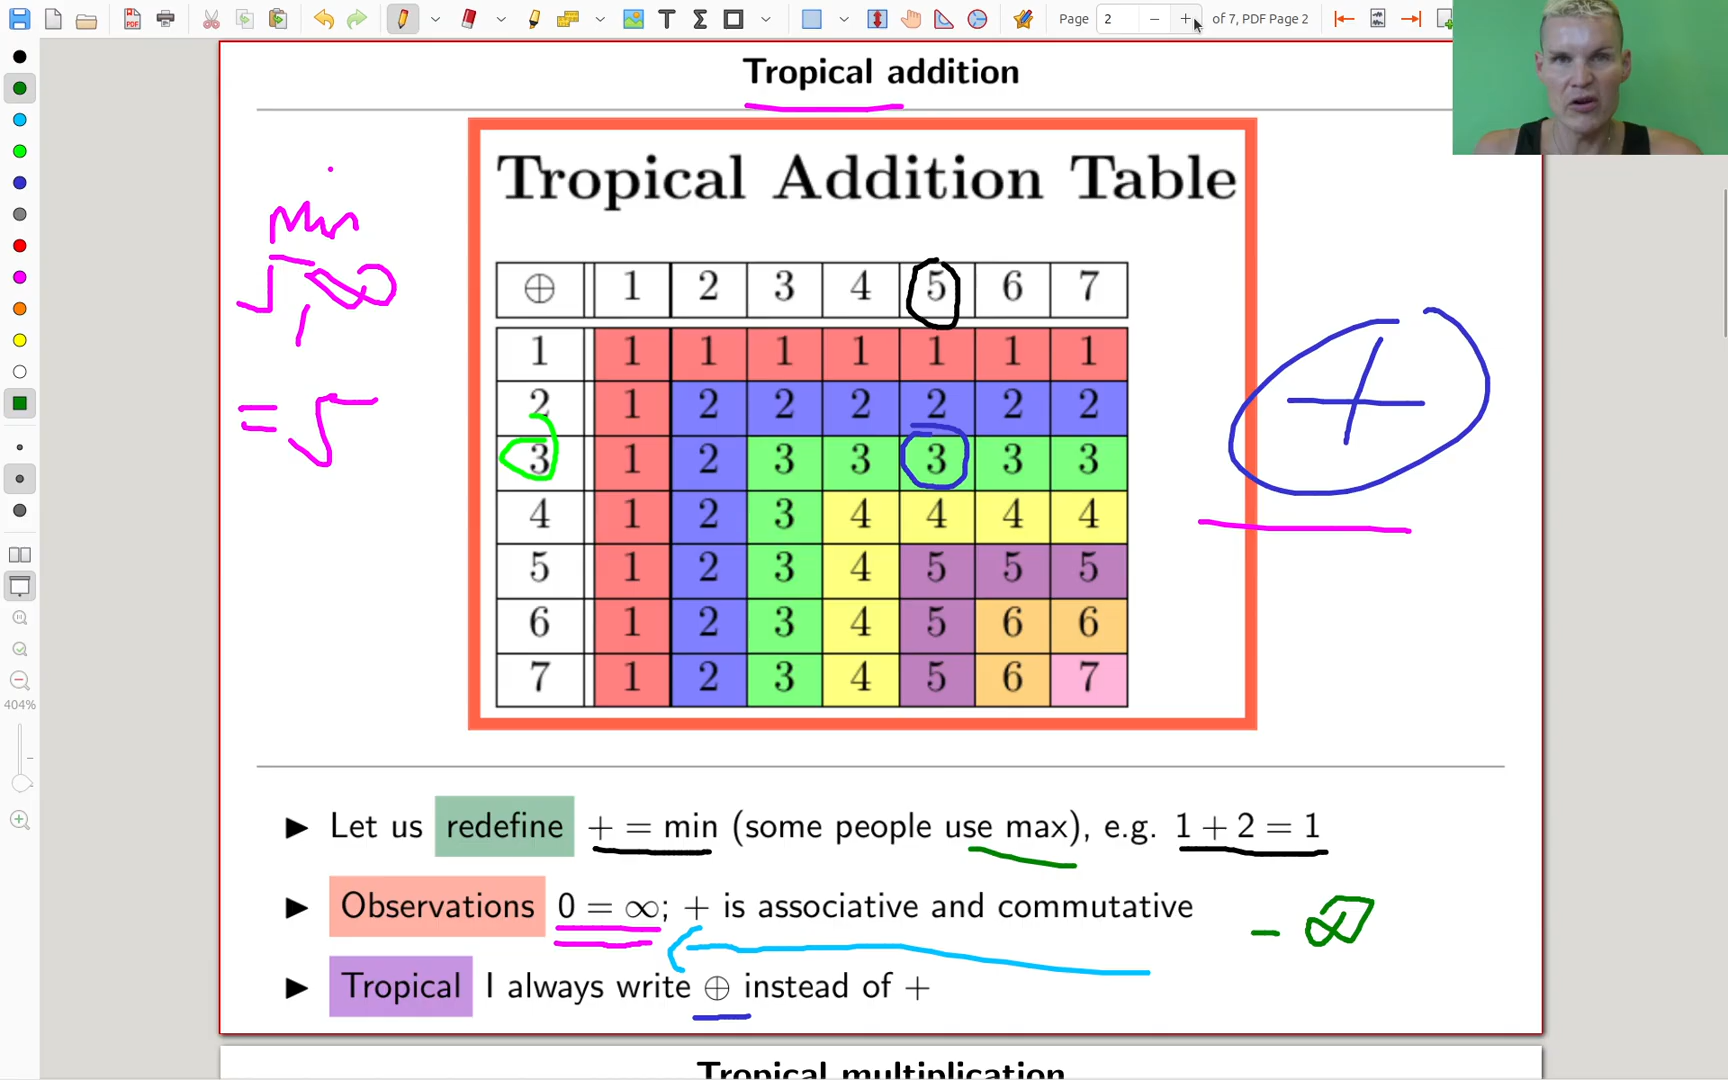 Page 2 of 7, PDF Page 2
Tropical addition
Tropical Addition Table
⊕ 1 2 3 4 5 6 7
1 1 1 1 1 1 1 1
2 1 2 2 2 2 2 2
3 1 2 3 3 3 3 3
4 1 2 3 4 4 4 4
5 1 2 3 4 5 5 5
6 1 2 3 4 5 6 6
7 1 2 3 4 5 6 7
min
= 5
+
404%
▶ Let us redefine + = min (some people use max), e.g. 1 + 2 = 1
▶ Observations 0 = ∞; + is associative and commutative
− ∞
▶ Tropical I always write ⊕ instead of +
Tropical multiplication